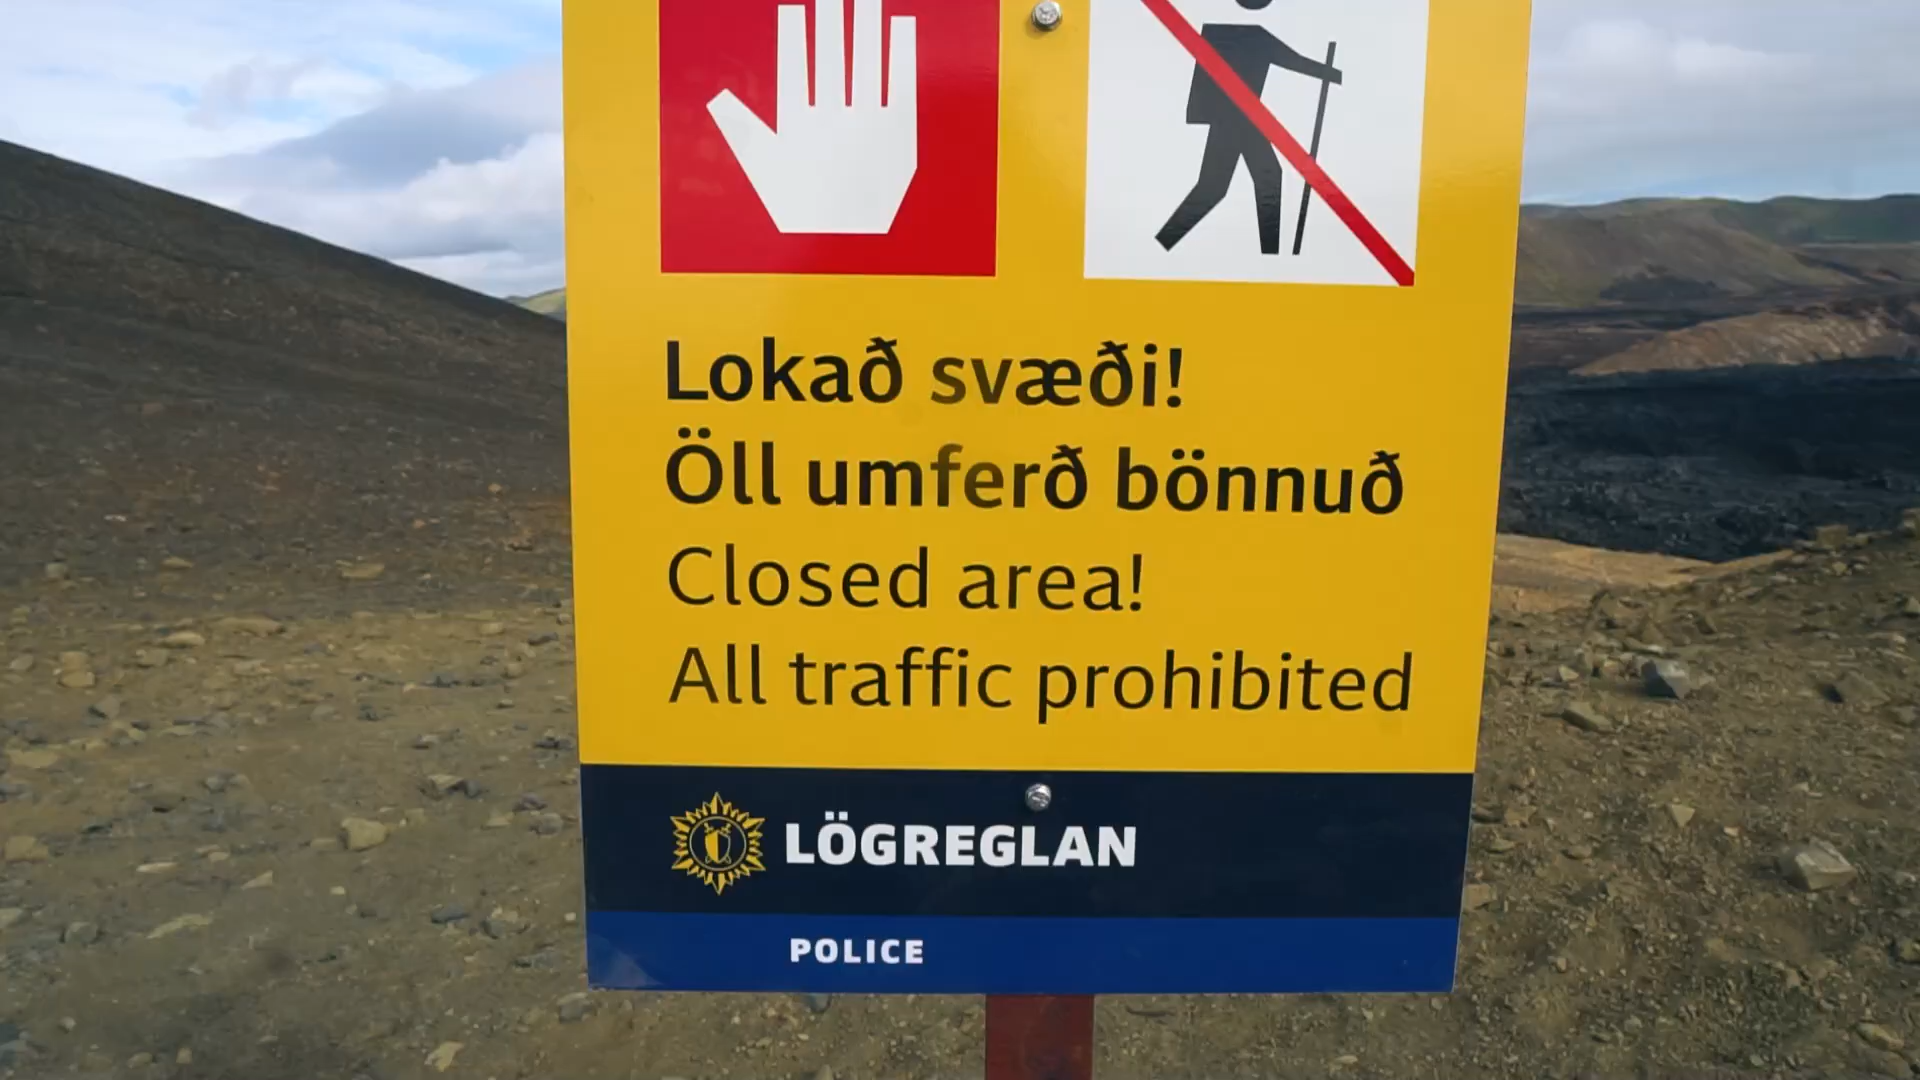 Lokað svæði!
Öll umferð bönnuð
Closed area!
All traffic prohibited
LÖGREGLAN
POLICE